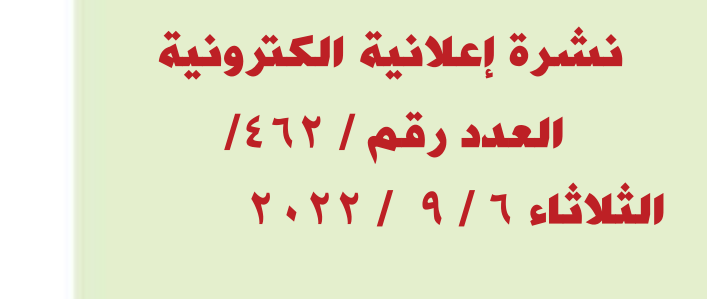 نشرة إعلانية الكترونية
العدد رقم / ٤٦٢/
الثلاثاء ٦ / ٩ / ٢٠٢٢